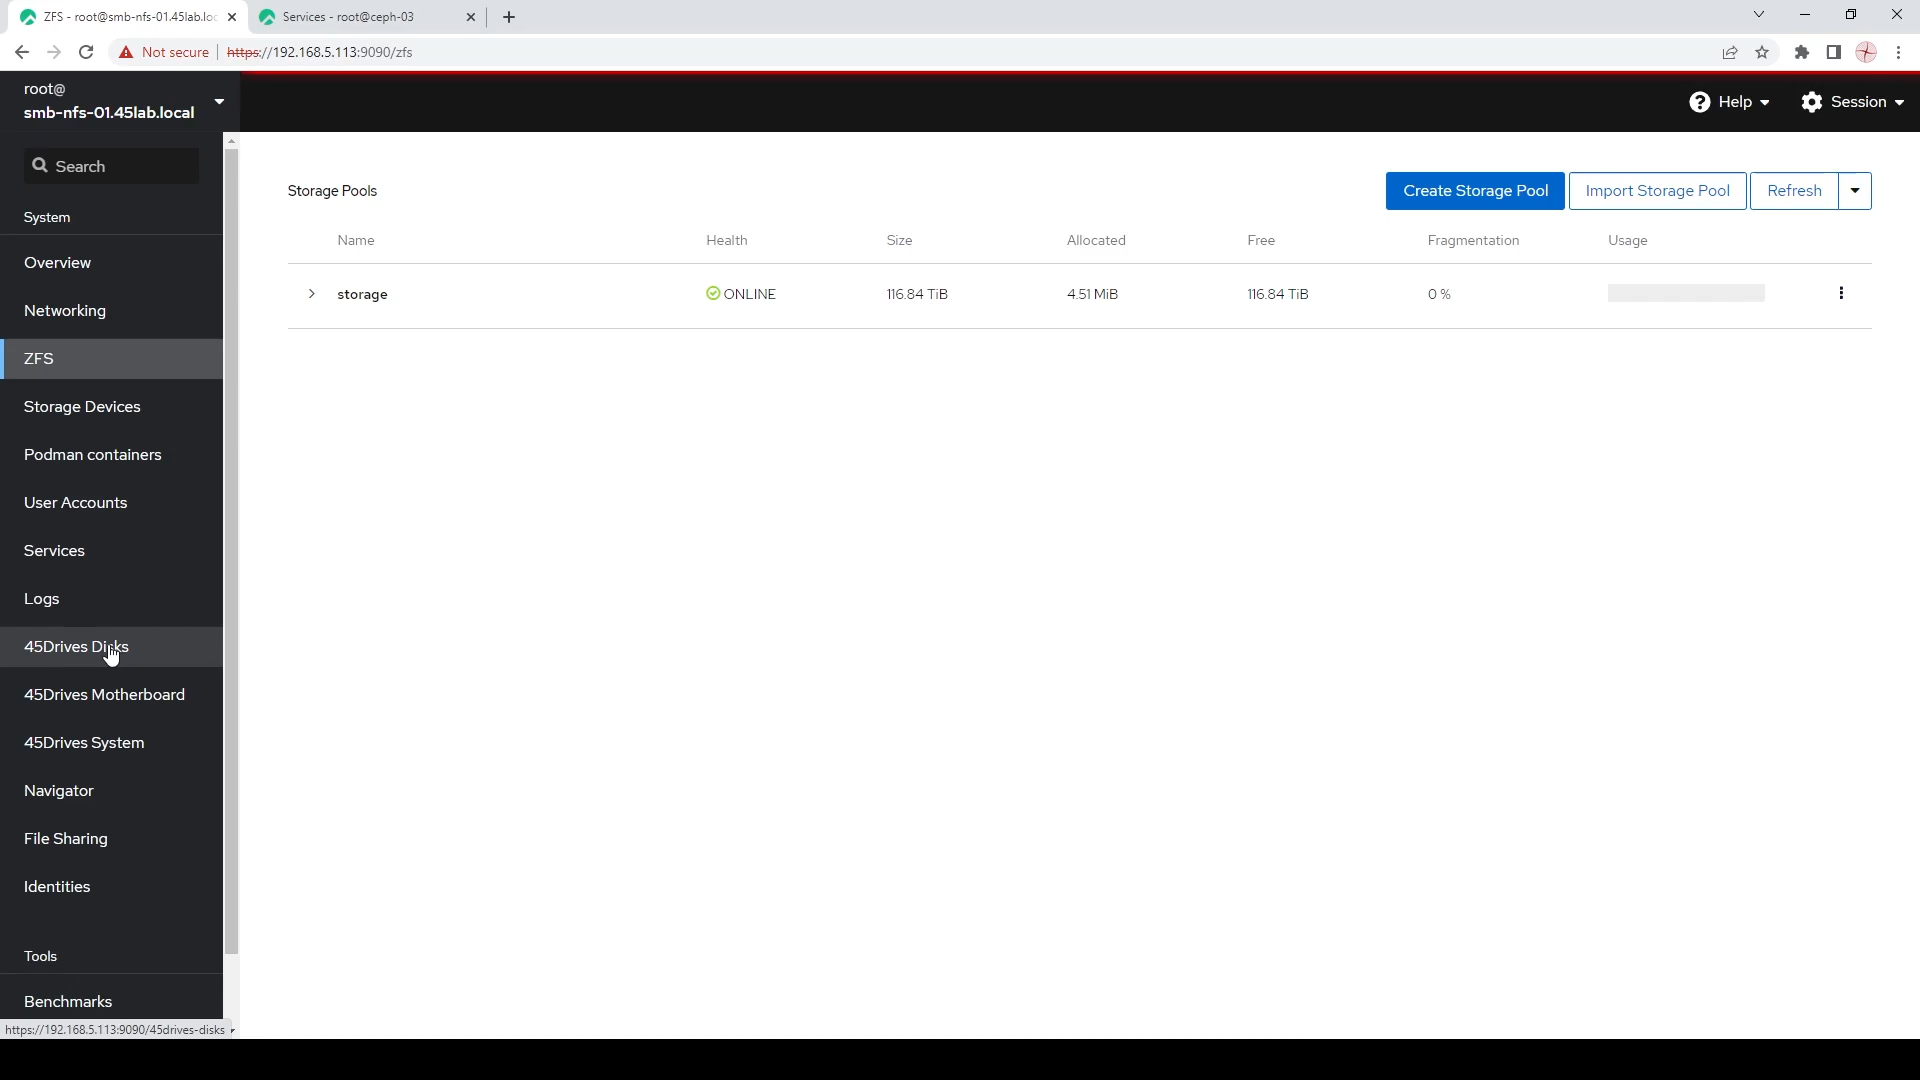 ZFS - root@smb-nfs-01.45lab.loc
Services - root@ceph-03
Not secure
https://192.168.5.113:9090/zfs
root@
smb-nfs-01.45lab.local
Help
Session
Search
System
Overview
Networking
ZFS
Storage Devices
Podman containers
User Accounts
Services
Logs
45Drives Disks
45Drives Motherboard
45Drives System
Navigator
File Sharing
Identities
Tools
Benchmarks
https://192.168.5.113:9090/45drives-disks
Storage Pools
Create Storage Pool
Import Storage Pool
Refresh
Name Health Size Allocated Free Fragmentation Usage
storage ONLINE 116.84 TiB 4.51 MiB 116.84 TiB 0 %